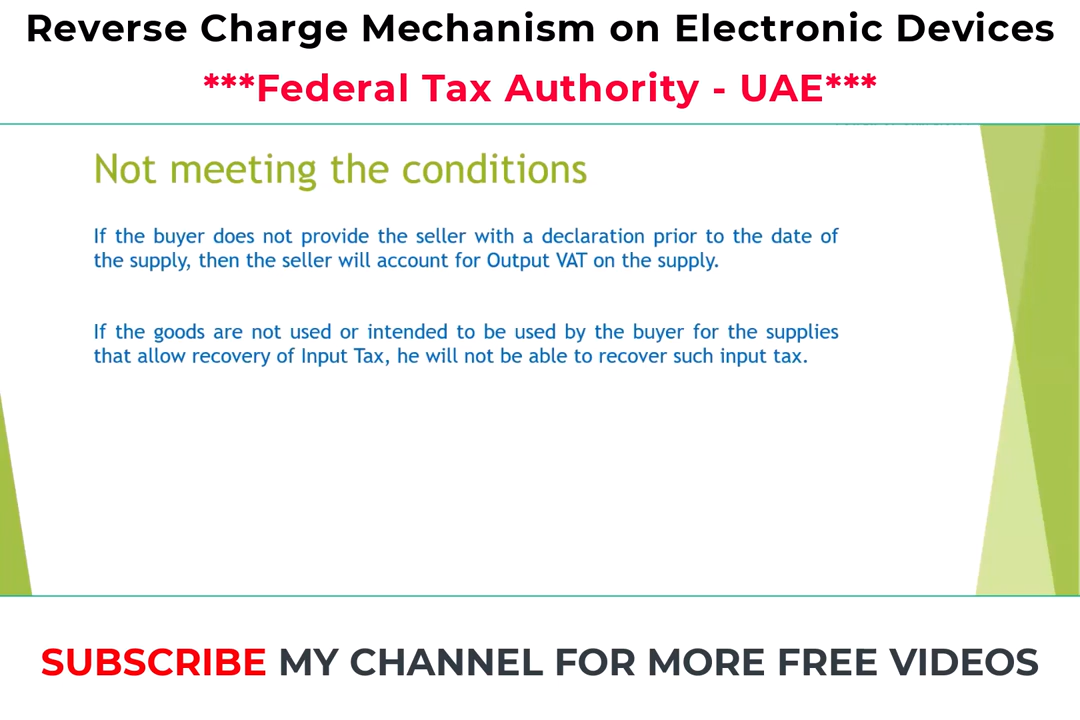 Reverse Charge Mechanism on Electronic Devices
***Federal Tax Authority - UAE***
Not meeting the conditions
If the buyer does not provide the seller with a declaration prior to the date of
the supply, then the seller will account for Output VAT on the supply.
If the goods are not used or intended to be used by the buyer for the supplies
that allow recovery of Input Tax, he will not be able to recover such input tax.
SUBSCRIBE MY CHANNEL FOR MORE FREE VIDEOS